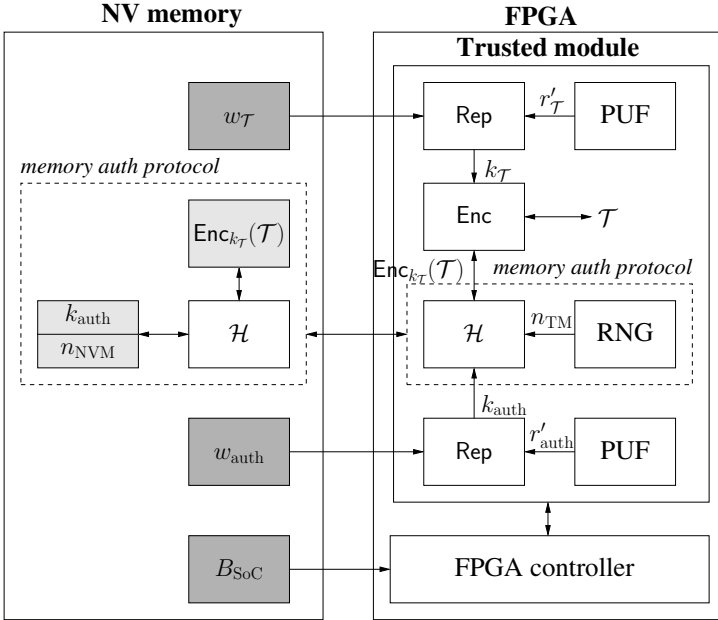 NV memory
FPGA
Trusted module
w_𝒯
Rep
r′_𝒯
PUF
memory auth protocol
k_𝒯
Enc_{k_𝒯}(𝒯)
Enc
𝒯
Enc_{k_𝒯}(𝒯)
memory auth protocol
k_auth
n_NVM
ℋ
ℋ
n_TM
RNG
k_auth
w_auth
Rep
r′_auth
PUF
B_SoC
FPGA controller